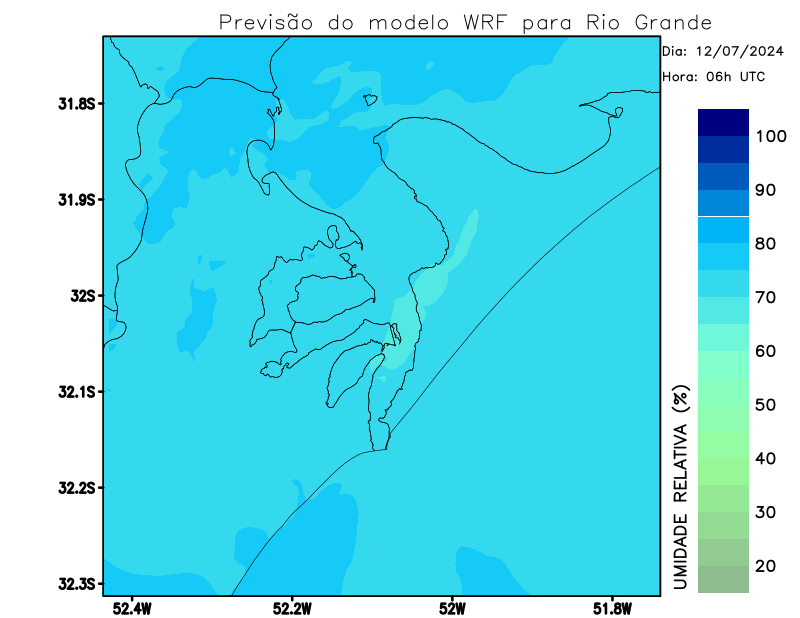 Previsão do modelo WRF para Rio Grande
Dia: 12/07/2024
Hora: 06h UTC
31.8S
31.9S
32S
32.1S
32.2S
32.3S
52.4W
52.2W
52W
51.8W
UMIDADE RELATIVA (%)
100
90
80
70
60
50
40
30
20